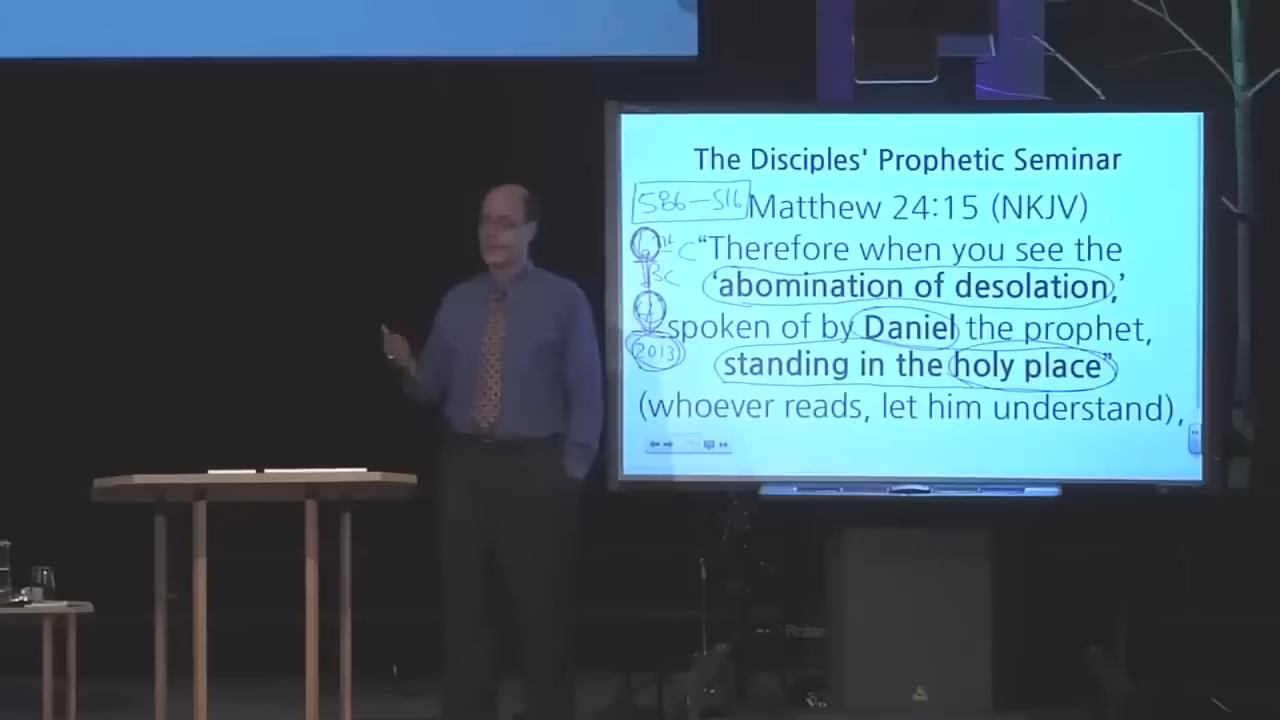 The Disciples' Prophetic Seminar
586-516
Matthew 24:15 (NKJV)
"Therefore when you see the
'abomination of desolation,'
spoken of by Daniel the prophet,
2013
standing in the holy place"
(whoever reads, let him understand),